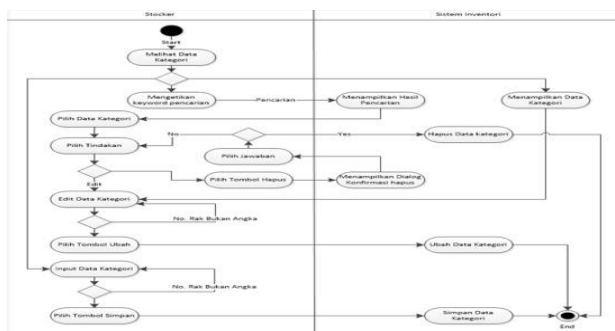 Stocker
Sistem Inventori
Start
Melihat Data
Kategori
Mengetikan
keyword pencarian
Pencarian
Menampilkan Hasil
Pencarian
Menampilkan Data
Kategori
Pilih Data Kategori
Pilih Tindakan
No
Yes
Hapus Data kategori
Pilih Jawaban
Edit
Pilih Tombol Hapus
Menampilkan Dialog
Konfirmasi hapus
Edit Data Kategori
No. Rak Bukan Angka
Pilih Tombol Ubah
Ubah Data Kategori
Input Data Kategori
No. Rak Bukan Angka
Pilih Tombol Simpan
Simpan Data
Kategori
End